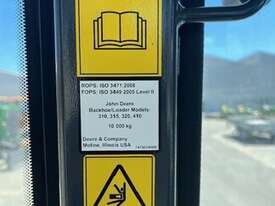 ROPS: ISO 3471:2008
FOPS: ISO 3449:2005 Level II
John Deere
Backhoe/Loader Models:
310, 315, 325, 410
10 000 kg
Deere & Company
Moline, Illinois USA